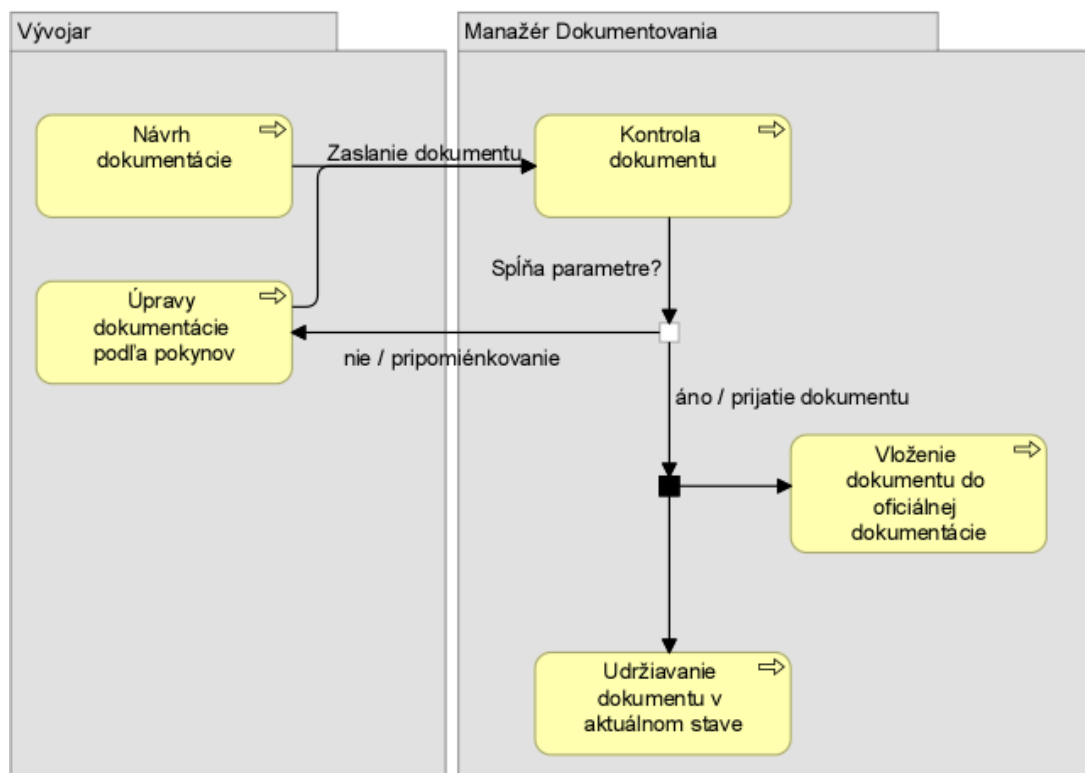 Vývojar
Manažér Dokumentovania
Návrh
dokumentácie
Zaslanie dokumentu
Kontrola
dokumentu
Spĺňa parametre?
Úpravy
dokumentácie
podľa pokynov
nie / pripomiénkovanie
áno / prijatie dokumentu
Vloženie
dokumentu do
oficiálnej
dokumentácie
Udržiavanie
dokumentu v
aktuálnom stave